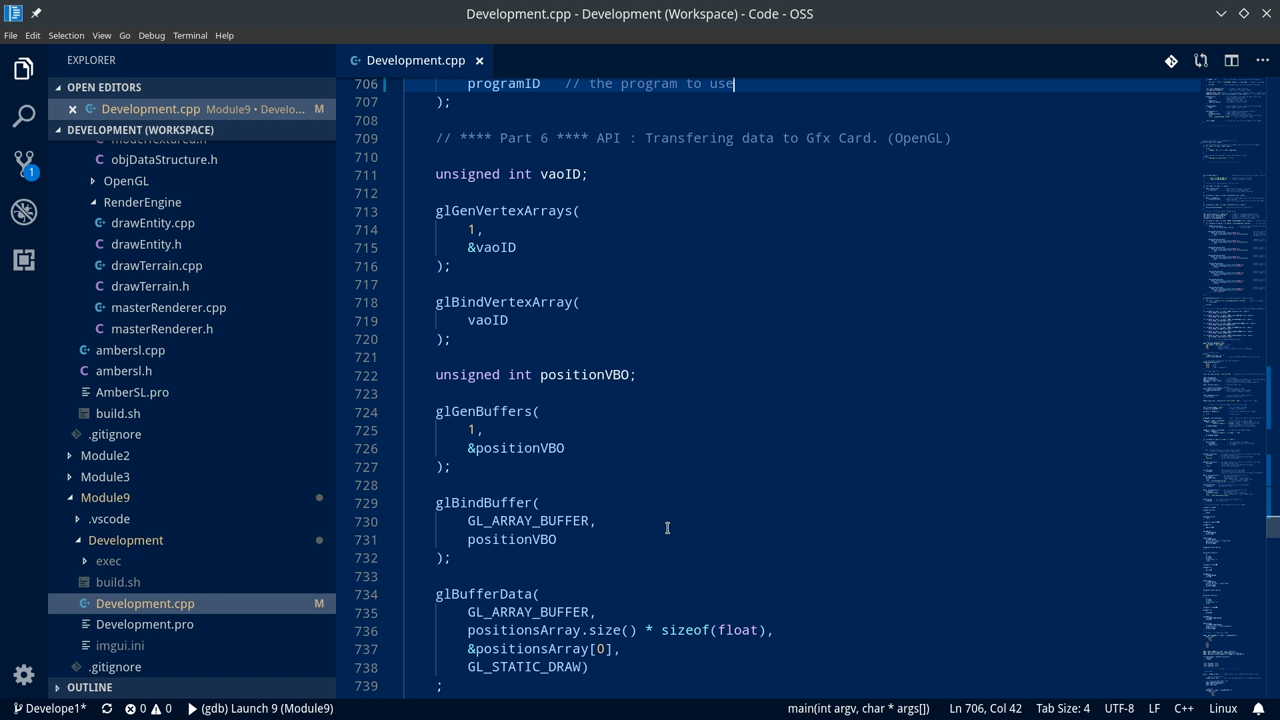 Development.cpp - Development (Workspace) - Code - OSS
File Edit Selection View Go Debug Terminal Help
EXPLORER
OPEN EDITORS
Development.cpp Module9 • Develo... M
DEVELOPMENT (WORKSPACE)
modelTextured.h
objDataStructure.h
OpenGL
renderEngine
drawEntity.cpp
drawEntity.h
drawTerrain.cpp
drawTerrain.h
masterRenderer.cpp
masterRenderer.h
ambersl.cpp
ambersl.h
AmberSL.pro
build.sh
Module2
Module9
Development
exec
build.sh
Development.cpp M
Development.pro
imgui.ini
.gitignore
OUTLINE
Development.cpp
706 programID // the program to use
707 );
708
709 // **** Part 6 **** API : Transfering data to Gfx Card. (OpenGL)
710
711 unsigned int vaoID;
712
713 glGenVertexArrays(
714 1,
715 &vaoID
716 );
717
718 glBindVertexArray(
719 vaoID
720 );
721
722 unsigned int positionVBO;
723
724 glGenBuffers(
725 1,
726 &positionVBO
727 );
728
729 glBindBuffer(
730 GL_ARRAY_BUFFER,
731 positionVBO
732 );
733
734 glBufferData(
735 GL_ARRAY_BUFFER,
736 positionsArray.size() * sizeof(float),
737 &positionsArray[0],
738 GL_STATIC_DRAW)
739 ;
1
0 0 (gdb) Launch 9 (Module9) main(int argv, char * args[]) Ln 706, Col 42 Tab Size: 4 UTF-8 LF C++ Linux